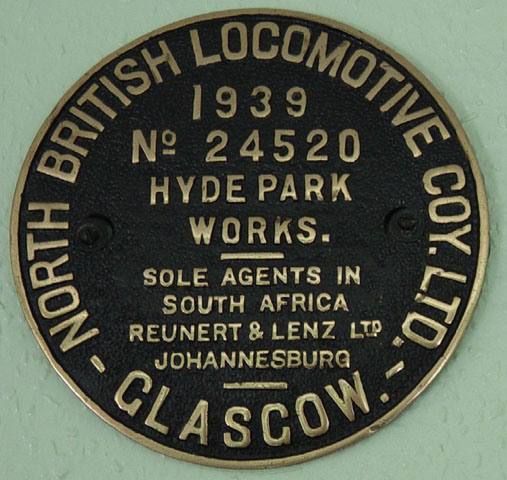 NORTH BRITISH LOCOMOTIVE COY. LTD.
1939
Nº 24520
HYDE PARK
WORKS.
SOLE AGENTS IN
SOUTH AFRICA
REUNERT & LENZ LTD
JOHANNESBURG
- GLASGOW. -